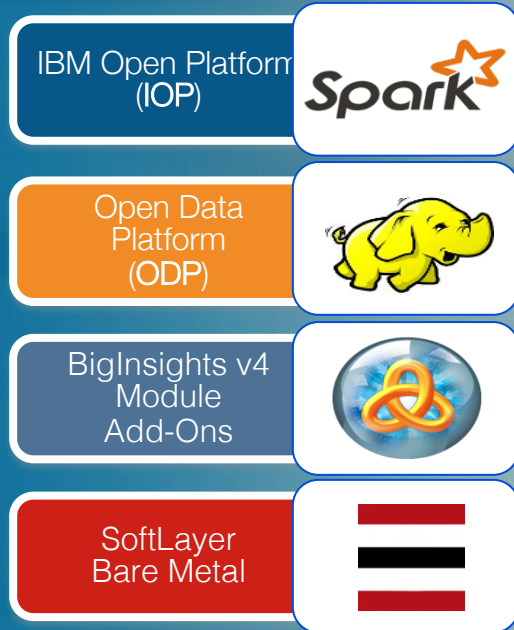 IBM Open Platform
(IOP)
Spark
Open Data
Platform
(ODP)
BigInsights v4
Module
Add-Ons
SoftLayer
Bare Metal